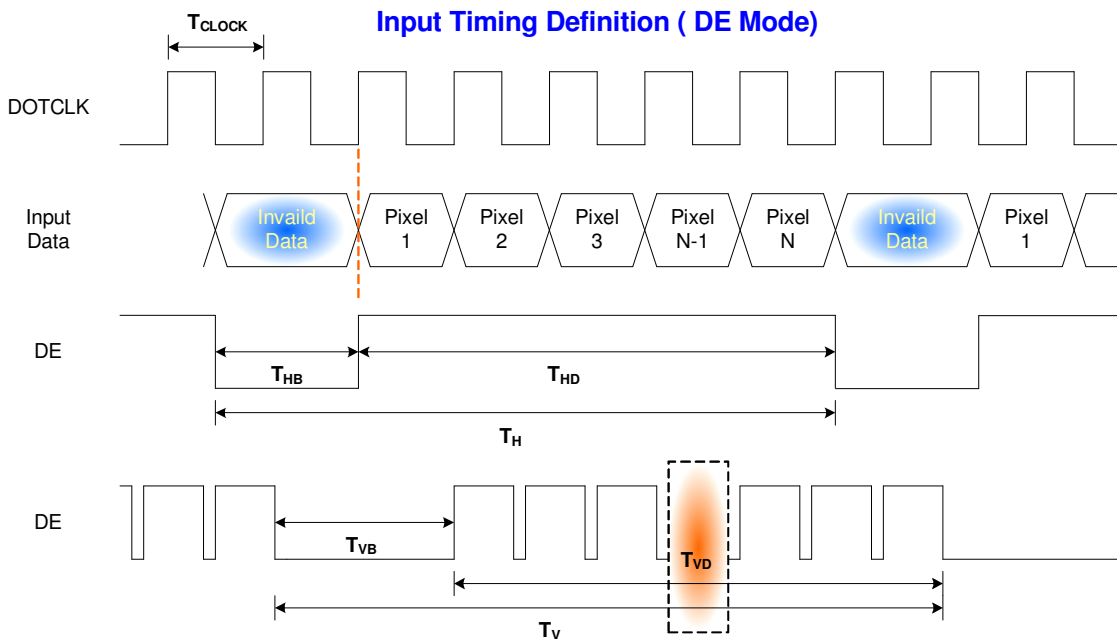 Input Timing Definition ( DE Mode)
TCLOCK
DOTCLK
Input
Data
Invaild
Data
Pixel
1
Pixel
2
Pixel
3
Pixel
N-1
Pixel
N
Invaild
Data
Pixel
1
DE
THB
THD
TH
DE
TVB
TVD
TV